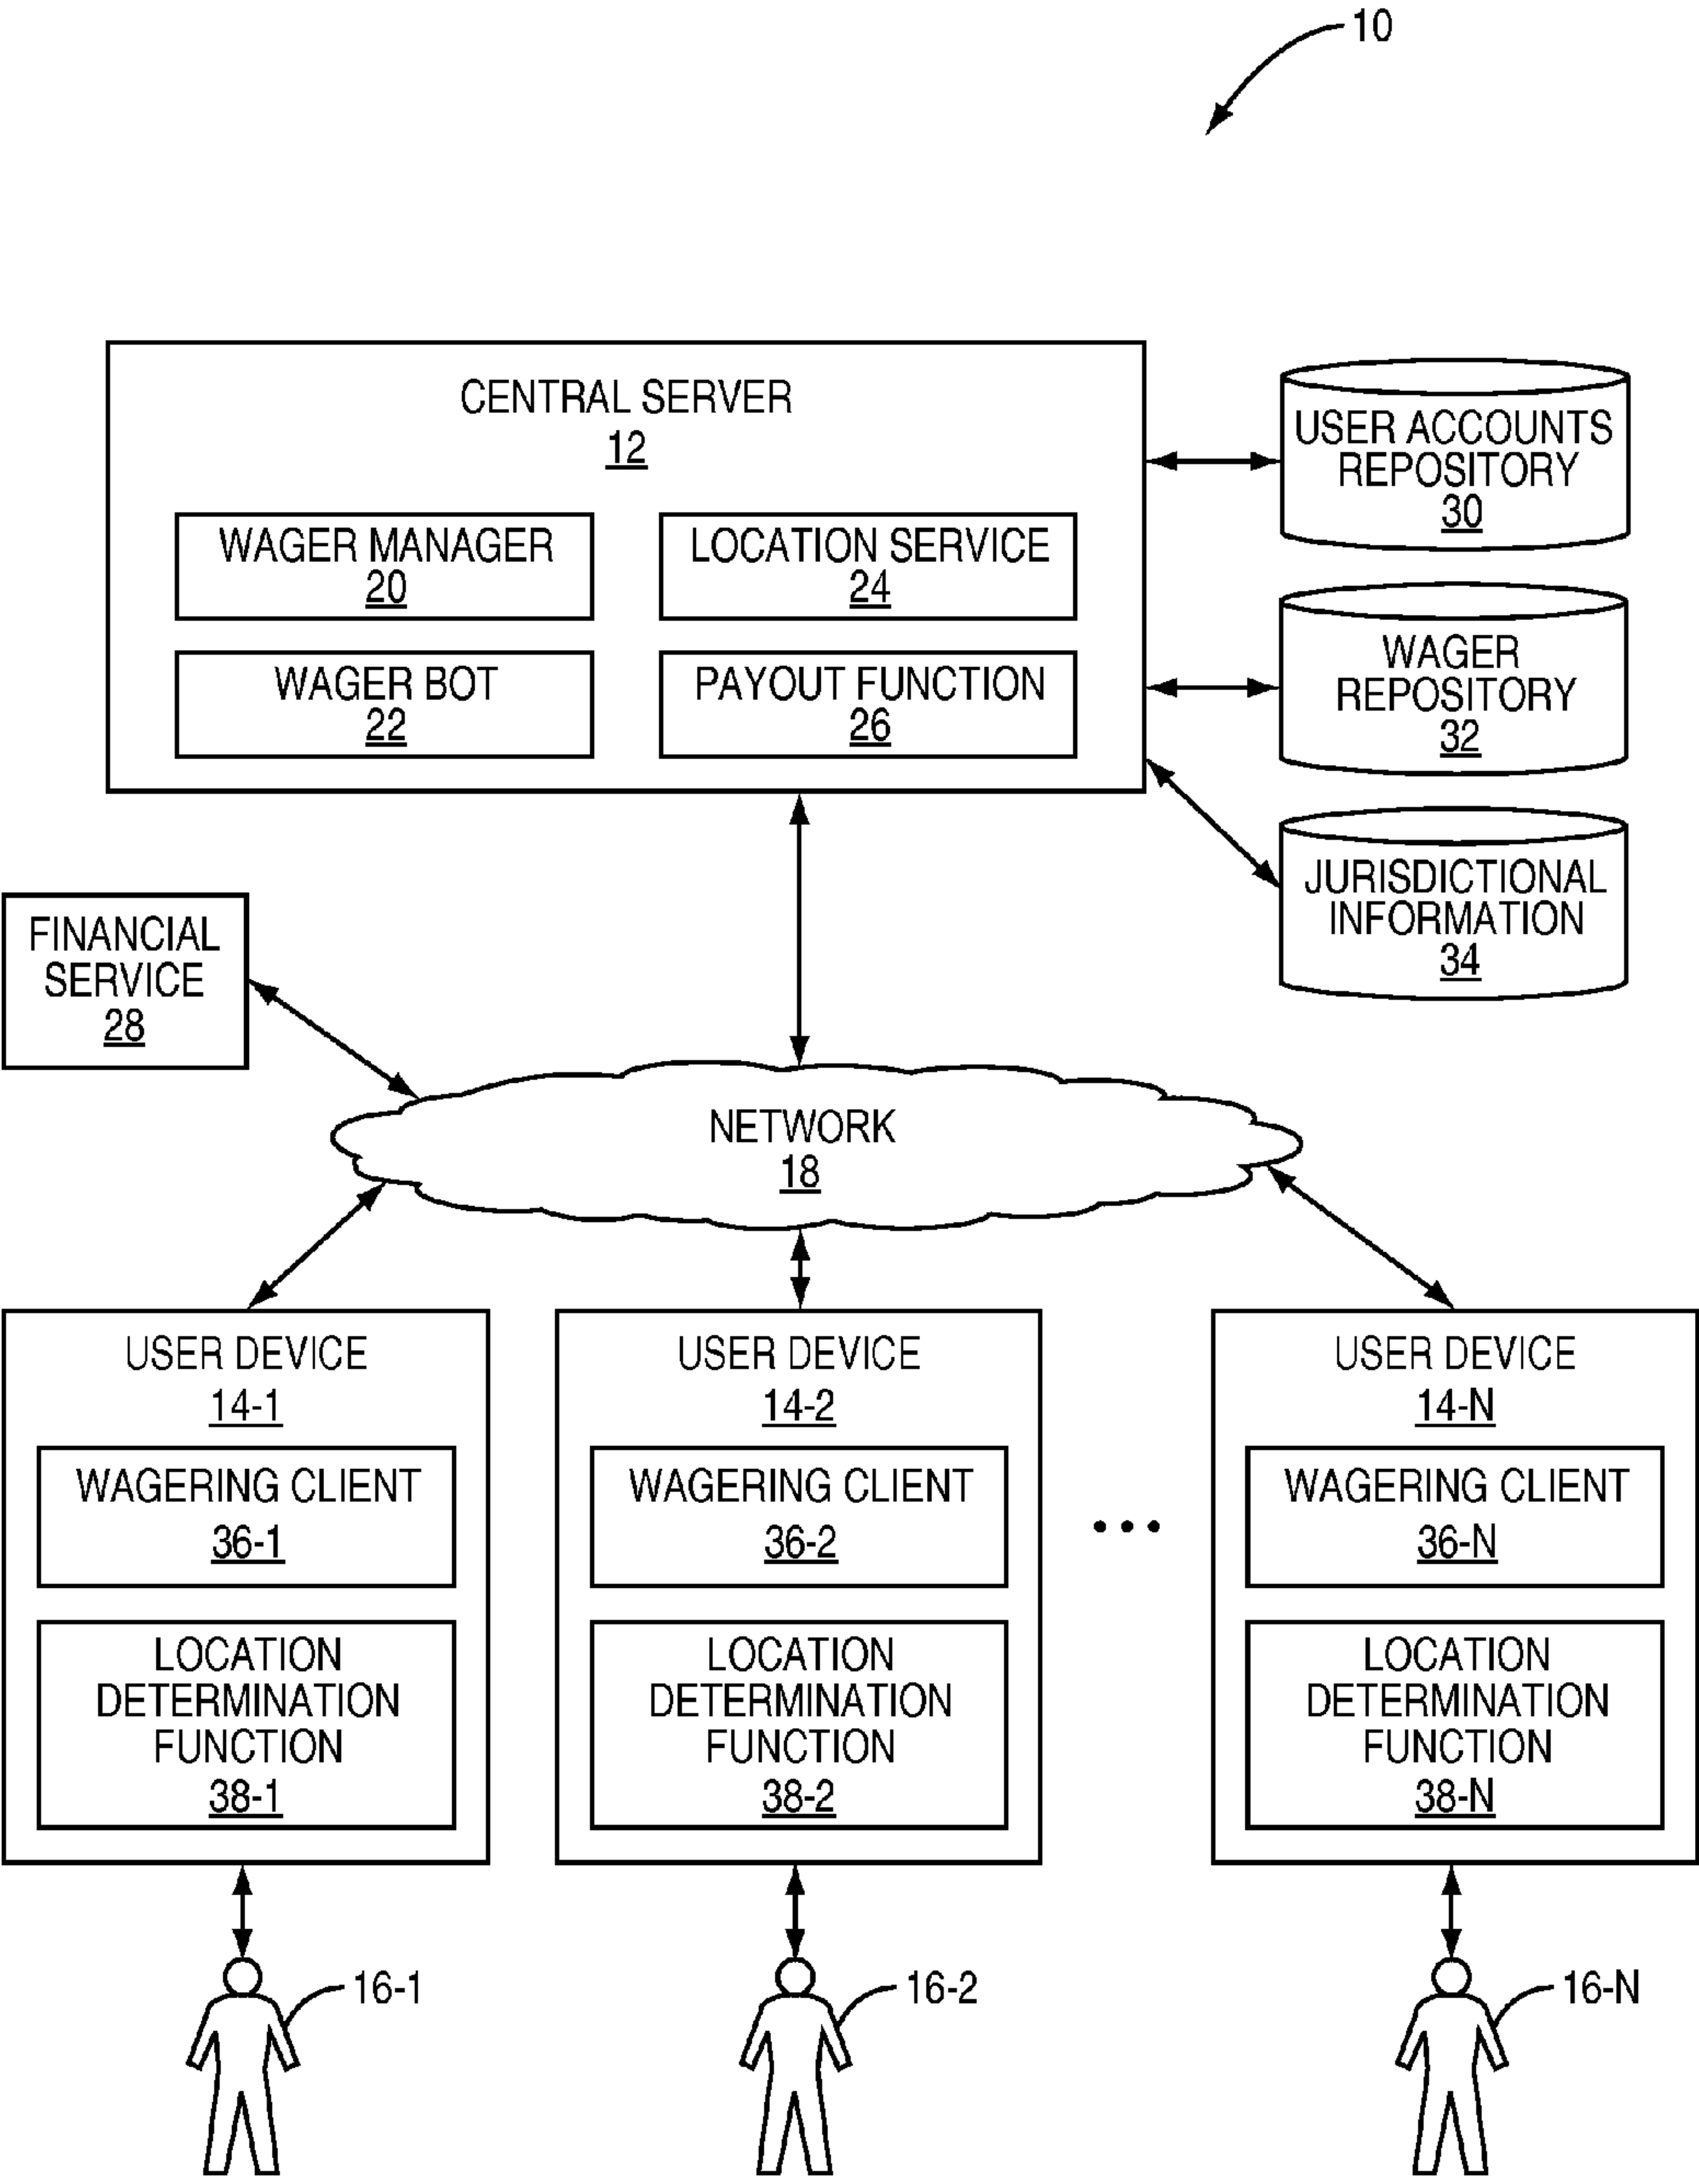 10
CENTRAL SERVER
12
WAGER MANAGER
20
LOCATION SERVICE
24
WAGER BOT
22
PAYOUT FUNCTION
26
USER ACCOUNTS
REPOSITORY
30
WAGER
REPOSITORY
32
JURISDICTIONAL
INFORMATION
34
FINANCIAL
SERVICE
28
NETWORK
18
USER DEVICE
14-1
WAGERING CLIENT
36-1
LOCATION
DETERMINATION
FUNCTION
38-1
USER DEVICE
14-2
WAGERING CLIENT
36-2
LOCATION
DETERMINATION
FUNCTION
38-2
• • •
USER DEVICE
14-N
WAGERING CLIENT
36-N
LOCATION
DETERMINATION
FUNCTION
38-N
16-1
16-2
16-N